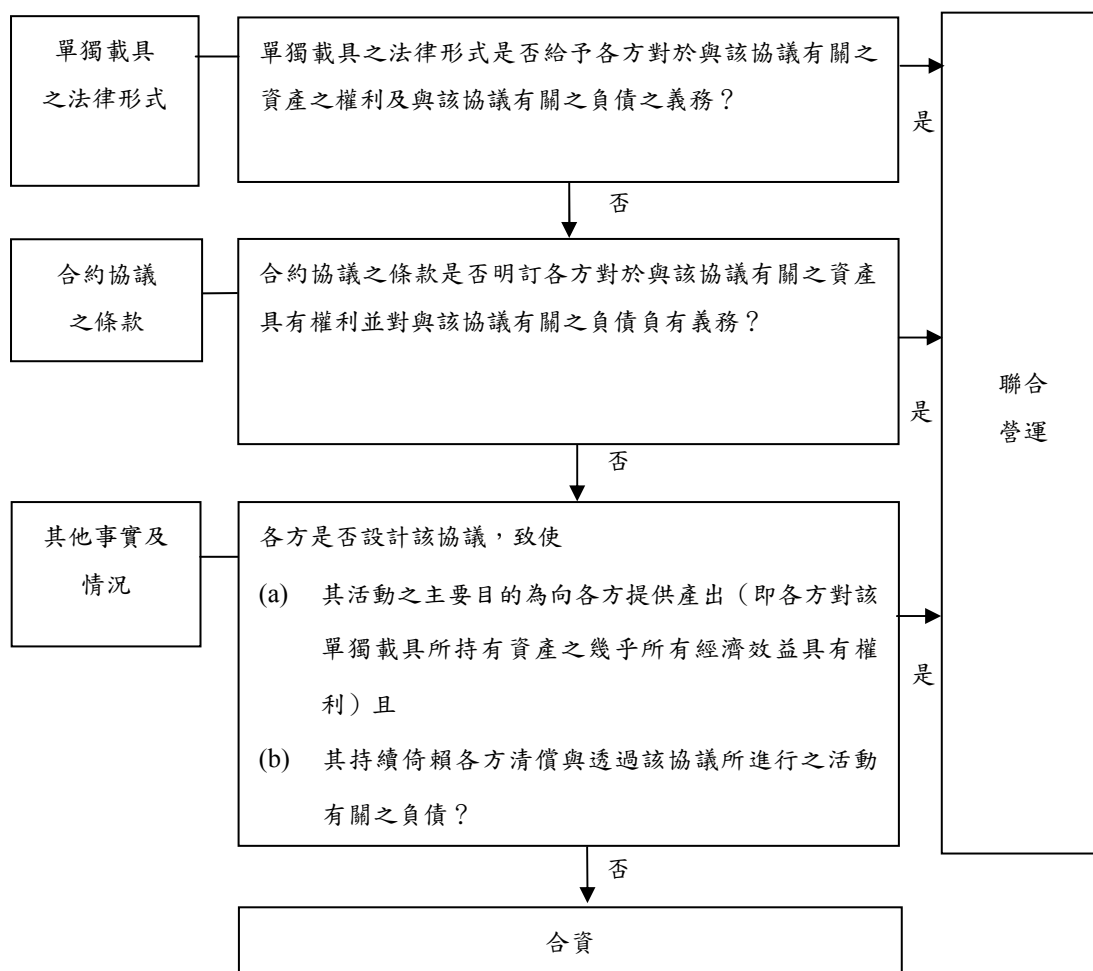 單獨載具
之法律形式
單獨載具之法律形式是否給予各方對於與該協議有關之
資產之權利及與該協議有關之負債之義務？
是
否
合約協議
之條款
合約協議之條款是否明訂各方對於與該協議有關之資產
具有權利並對與該協議有關之負債負有義務？
是
否
聯合
營運
其他事實及
情況
各方是否設計該協議，致使
(a) 其活動之主要目的為向各方提供產出（即各方對該
單獨載具所持有資產之幾乎所有經濟效益具有權
利）且
(b) 其持續倚賴各方清償與透過該協議所進行之活動
有關之負債？
是
否
合資